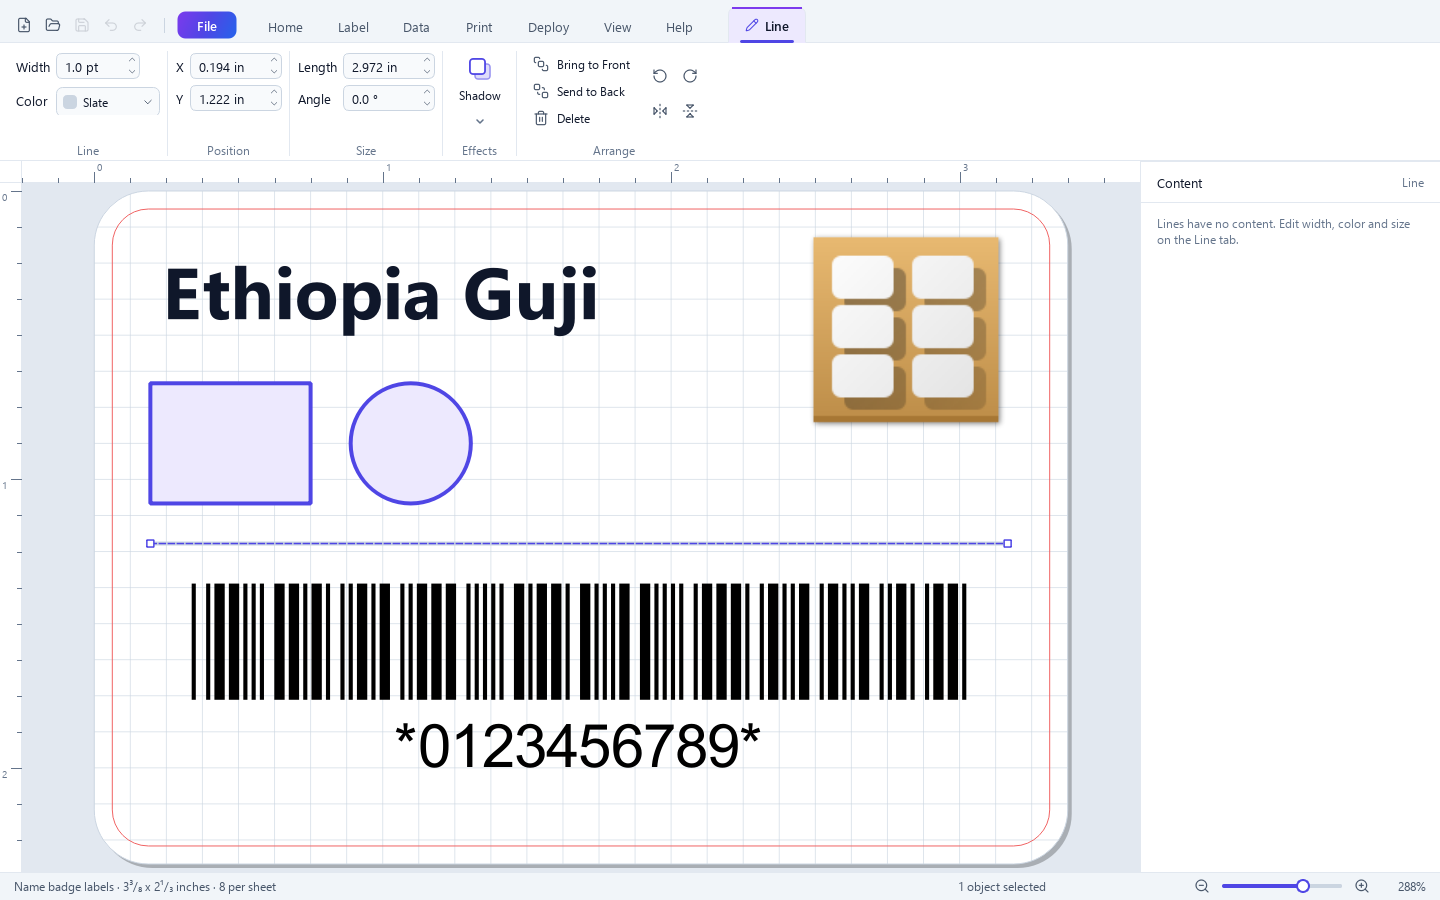 File
Home
Label
Data
Print
Deploy
View
Help
Line
Width
1.0 pt
X
0.194 in
Length
2.972 in
Color
Slate
Y
1.222 in
Angle
0.0 °
Shadow
Bring to Front
Send to Back
Delete
Line
Position
Size
Effects
Arrange
0
1
2
3
0
1
2
Content
Line
Lines have no content. Edit width, color and size
on the Line tab.
Ethiopia Guji
*0123456789*
Name badge labels · 3³/₈ x 2¹/₃ inches · 8 per sheet
1 object selected
288%